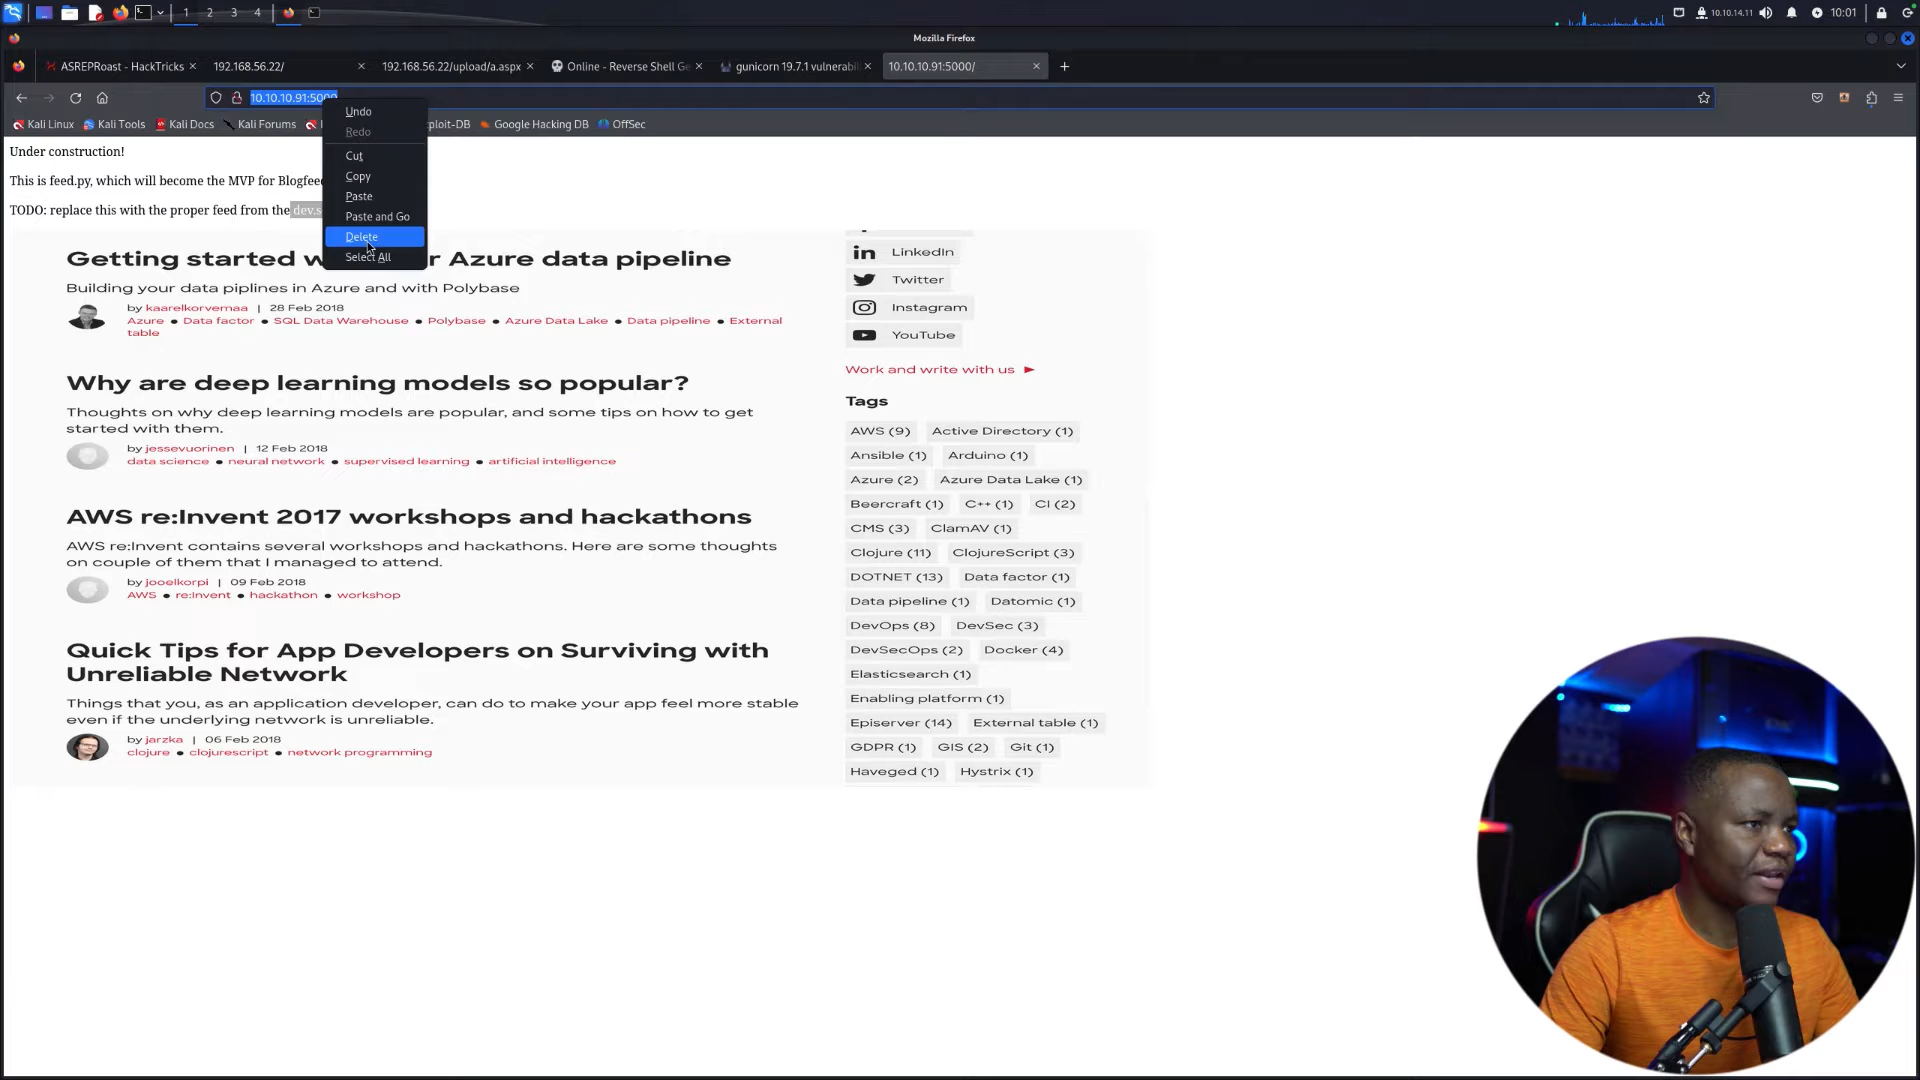 1 2 3 4 10.10.14.11 10:01
Mozilla Firefox
ASREPRoast - HackTricks
192.168.56.22/
192.168.56.22/upload/a.aspx
Online - Reverse Shell Ge
gunicorn 19.7.1 vulnerabil
10.10.10.91:5000/
10.10.10.91:5000
Kali Linux Kali Tools Kali Docs Kali Forums Google Hacking DB OffSec
Undo
Redo
Cut
Copy
Paste
Paste and Go
Delete
Select All
Under construction!
This is feed.py, which will become the MVP for Blogfeed
TODO: replace this with the proper feed from the dev.s
Getting started Azure data pipeline
Building your data piplines in Azure and with Polybase
by kaarelkorvemaa | 28 Feb 2018
Azure ● Data factor ● SQL Data Warehouse ● Polybase ● Azure Data Lake ● Data pipeline ● External
table
Why are deep learning models so popular?
Thoughts on why deep learning models are popular, and some tips on how to get
started with them.
by jessevuorinen | 12 Feb 2018
data science ● neural network ● supervised learning ● artificial intelligence
AWS re:Invent 2017 workshops and hackathons
AWS re:Invent contains several workshops and hackathons. Here are some thoughts
on couple of them that I managed to attend.
by jooelkorpi | 09 Feb 2018
AWS ● re:Invent ● hackathon ● workshop
Quick Tips for App Developers on Surviving with
Unreliable Network
Things that you, as an application developer, can do to make your app feel more stable
even if the underlying network is unreliable.
by jarzka | 06 Feb 2018
clojure ● clojurescript ● network programming
LinkedIn
Twitter
Instagram
YouTube
Work and write with us ►
Tags
AWS (9) Active Directory (1)
Ansible (1) Arduino (1)
Azure (2) Azure Data Lake (1)
Beercraft (1) C++ (1) CI (2)
CMS (3) ClamAV (1)
Clojure (11) ClojureScript (3)
DOTNET (13) Data factor (1)
Data pipeline (1) Datomic (1)
DevOps (8) DevSec (3)
DevSecOps (2) Docker (4)
Elasticsearch (1)
Enabling platform (1)
Episerver (14) External table (1)
GDPR (1) GIS (2) Git (1)
Haveged (1) Hystrix (1)